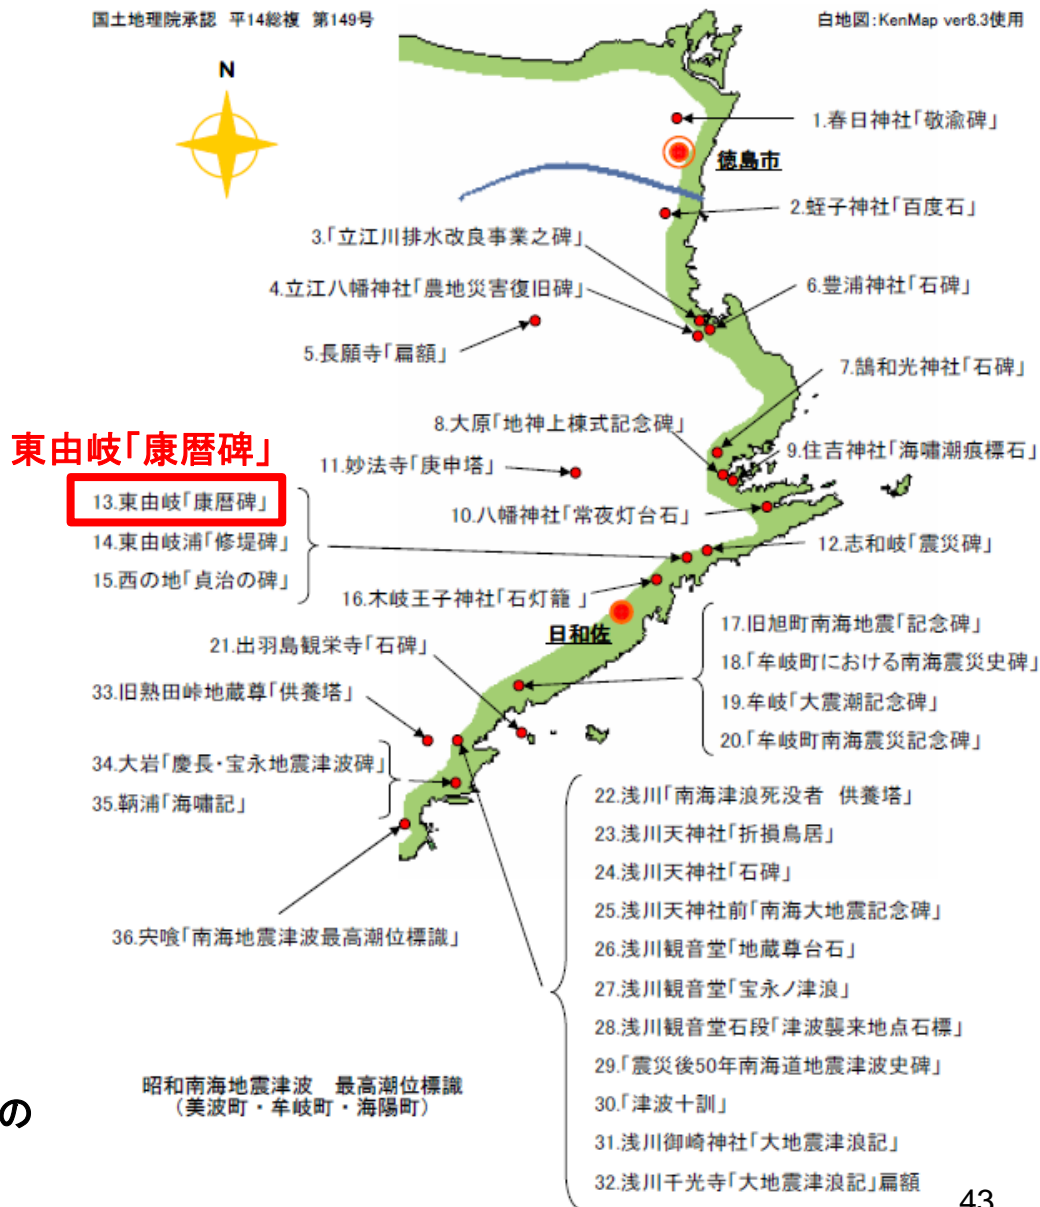 国土地理院承認 平14総複 第149号
白地図:KenMap ver8.3使用
N
1.春日神社「敬渝碑」
徳島市
2.蛭子神社「百度石」
3.「立江川排水改良事業之碑」
4.立江八幡神社「農地災害復旧碑」
6.豊浦神社「石碑」
5.長願寺「扁額」
7.鵠和光神社「石碑」
8.大原「地神上棟式記念碑」
東由岐「康暦碑」
9.住吉神社「海嘯潮痕標石」
11.妙法寺「庚申塔」
13.東由岐「康暦碑」
10.八幡神社「常夜灯台石」
14.東由岐浦「修堤碑」
12.志和岐「震災碑」
15.西の地「貞治の碑」
16.木岐王子神社「石灯籠 」
日和佐
17.旧旭町南海地震「記念碑」
21.出羽島観栄寺「石碑」
18.「牟岐町における南海震災史碑」
33.旧熟田峠地蔵尊「供養塔」
19.牟岐「大震潮記念碑」
20.「牟岐町南海震災記念碑」
34.大岩「慶長・宝永地震津波碑」
35.鞆浦「海嘯記」
22.浅川「南海津浪死没者 供養塔」
23.浅川天神社「折損鳥居」
24.浅川天神社「石碑」
25.浅川天神社前「南海大地震記念碑」
36.宍喰「南海地震津波最高潮位標識」
26.浅川観音堂「地蔵尊台石」
27.浅川観音堂「宝永ノ津浪」
28.浅川観音堂石段「津波襲来地点石標」
29.「震災後50年南海道地震津波史碑」
30.「津波十訓」
31.浅川御崎神社「大地震津浪記」
32.浅川千光寺「大地震津浪記」扁額
昭和南海地震津波 最高潮位標識
(美波町・牟岐町・海陽町)
の
43